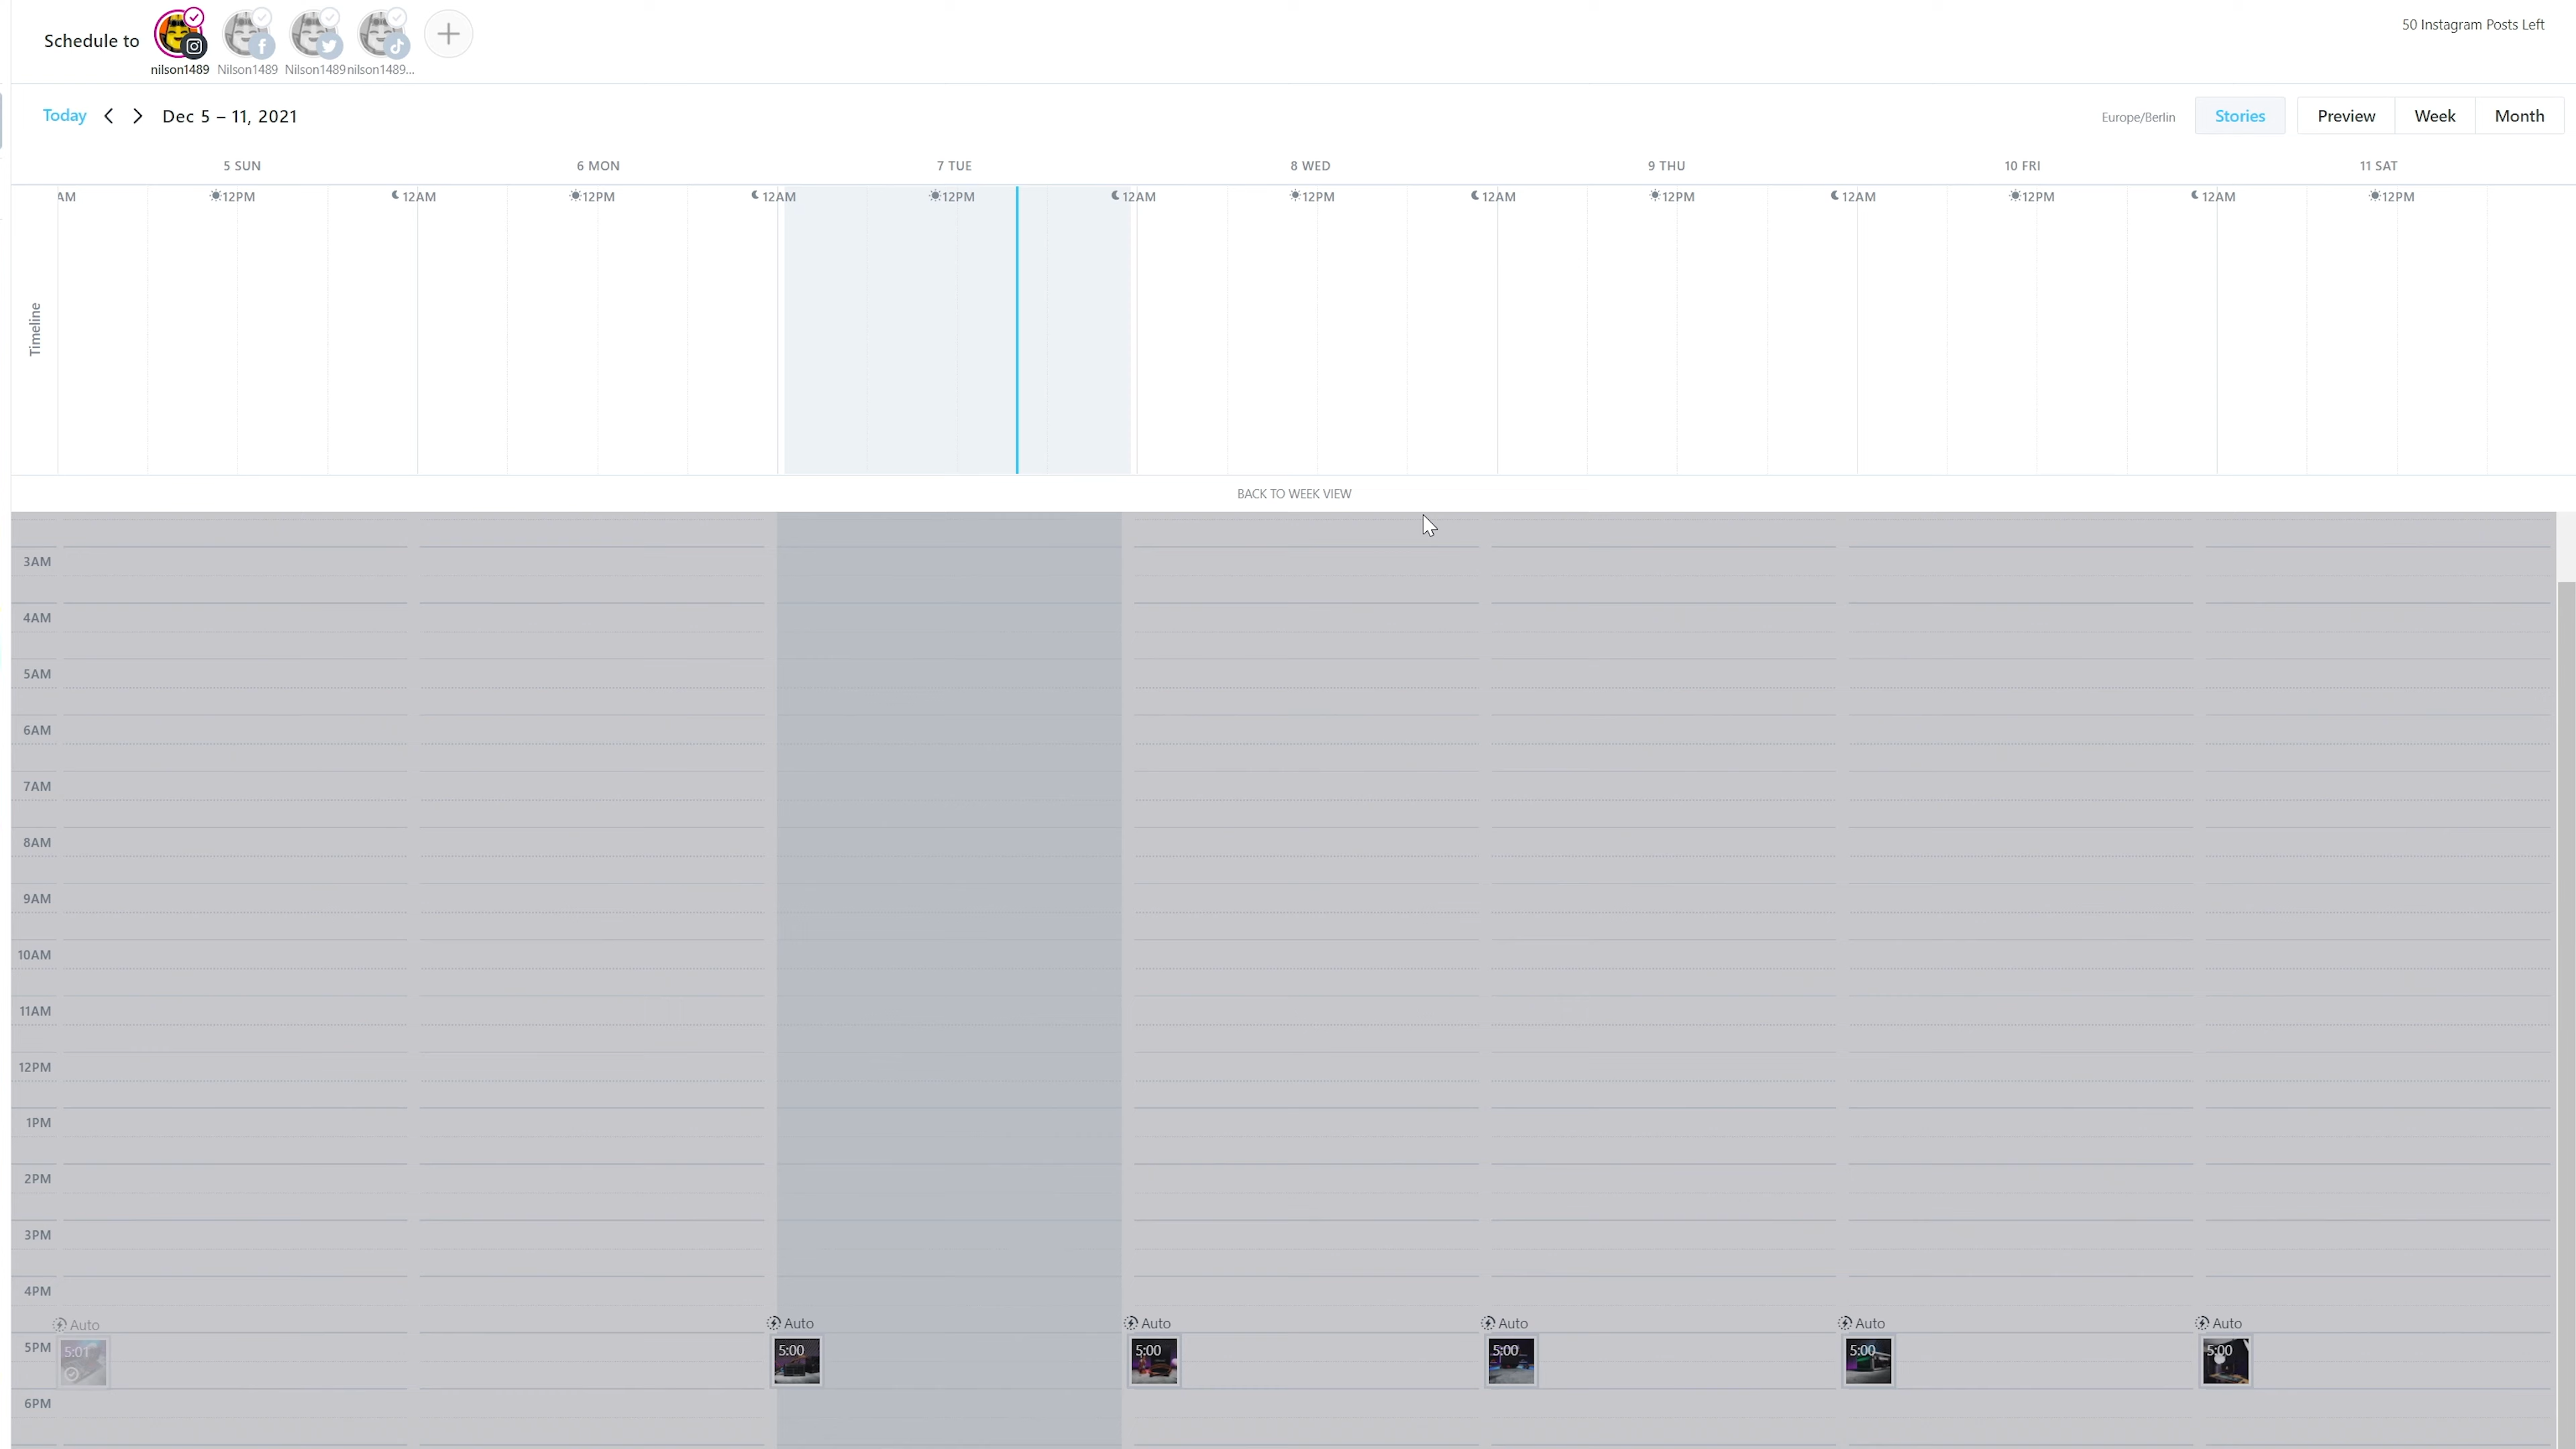 Schedule to
50 Instagram Posts Left
nilson1489 Nilson1489 Nilson1489 nilson1489...
Today Dec 5 – 11, 2021 Europe/Berlin Stories Preview Week Month
5 SUN 6 MON 7 TUE 8 WED 9 THU 10 FRI 11 SAT
AM 12PM 12AM 12PM 12AM 12PM 12AM 12PM 12AM 12PM 12AM 12PM 12AM 12PM
Timeline
BACK TO WEEK VIEW
3AM
4AM
5AM
6AM
7AM
8AM
9AM
10AM
11AM
12PM
1PM
2PM
3PM
4PM
Auto Auto Auto Auto Auto Auto
5PM 5:01 5:00 5:00 5:00 5:00 5:00
6PM